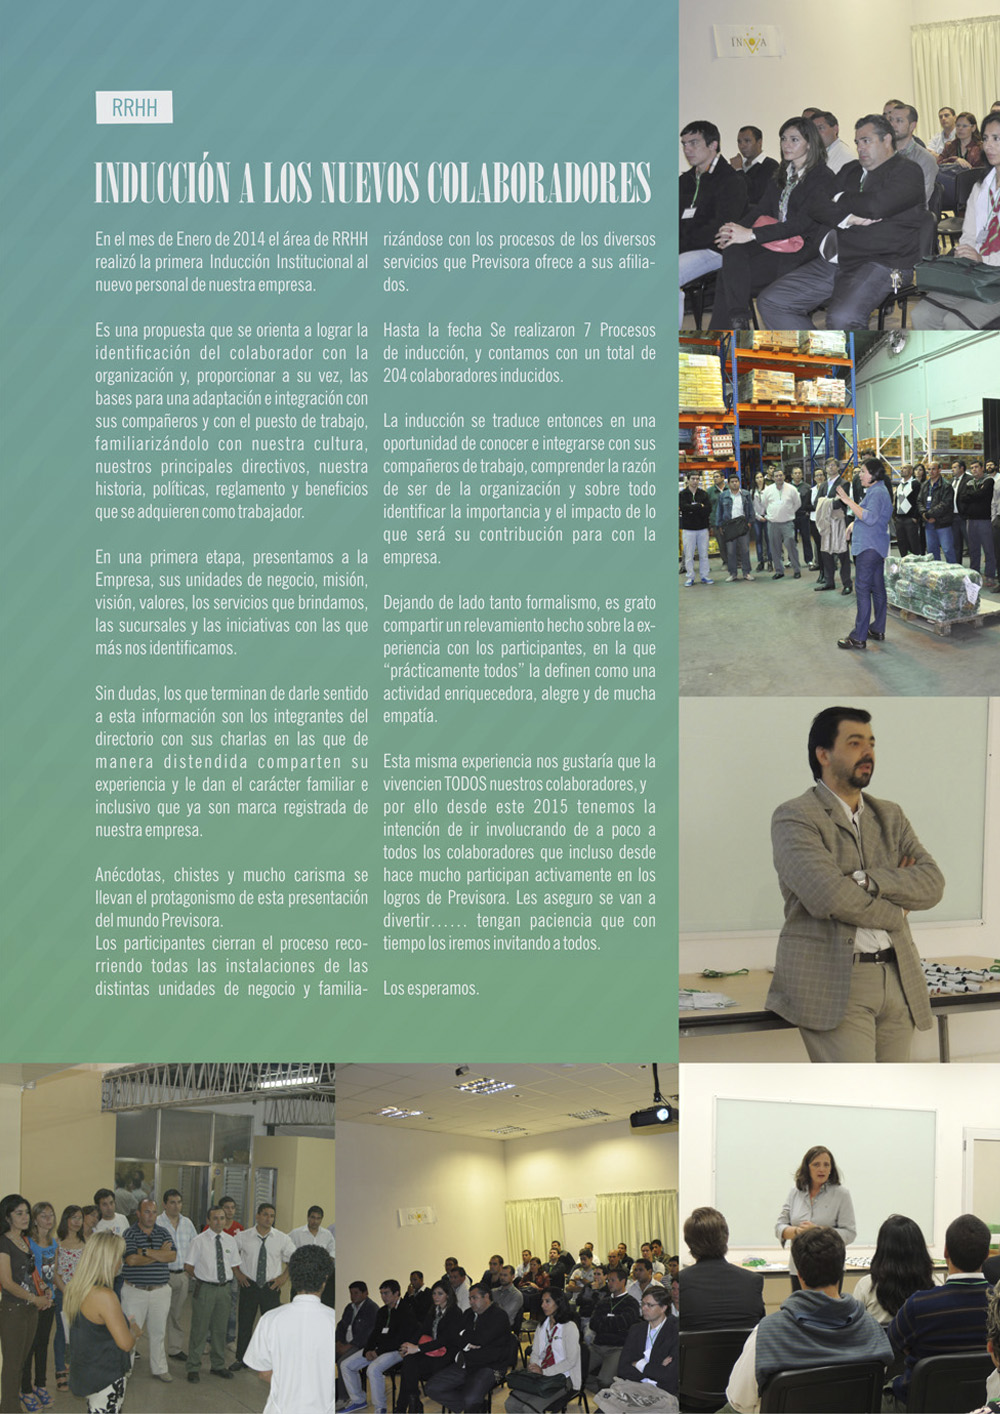 RRHH
INDUCCIÓN A LOS NUEVOS COLABORADORES
En el mes de Enero de 2014 el área de RRHH
realizó la primera Inducción Institucional al
nuevo personal de nuestra empresa.
Es una propuesta que se orienta a lograr la
identificación del colaborador con la
organización y, proporcionar a su vez, las
bases para una adaptación e integración con
sus compañeros y con el puesto de trabajo,
familiarizándolo con nuestra cultura,
nuestros principales directivos, nuestra
historia, políticas, reglamento y beneficios
que se adquieren como trabajador.
En una primera etapa, presentamos a la
Empresa, sus unidades de negocio, misión,
visión, valores, los servicios que brindamos,
las sucursales y las iniciativas con las que
más nos identificamos.
Sin dudas, los que terminan de darle sentido
a esta información son los integrantes del
directorio con sus charlas en las que de
manera distendida comparten su
experiencia y le dan el carácter familiar e
inclusivo que ya son marca registrada de
nuestra empresa.
Anécdotas, chistes y mucho carisma se
llevan el protagonismo de esta presentación
del mundo Previsora.
Los participantes cierran el proceso reco-
rriendo todas las instalaciones de las
distintas unidades de negocio y familia-
rizándose con los procesos de los diversos
servicios que Previsora ofrece a sus afilia-
dos.
Hasta la fecha Se realizaron 7 Procesos
de inducción, y contamos con un total de
204 colaboradores inducidos.
La inducción se traduce entonces en una
oportunidad de conocer e integrarse con sus
compañeros de trabajo, comprender la razón
de ser de la organización y sobre todo
identificar la importancia y el impacto de lo
que será su contribución para con la
empresa.
Dejando de lado tanto formalismo, es grato
compartir un relevamiento hecho sobre la ex-
periencia con los participantes, en la que
“prácticamente todos” la definen como una
actividad enriquecedora, alegre y de mucha
empatía.
Esta misma experiencia nos gustaría que la
vivencien TODOS nuestros colaboradores, y
por ello desde este 2015 tenemos la
intención de ir involucrando de a poco a
todos los colaboradores que incluso desde
hace mucho participan activamente en los
logros de Previsora. Les aseguro se van a
divertir...... tengan paciencia que con
tiempo los iremos invitando a todos.
Los esperamos.